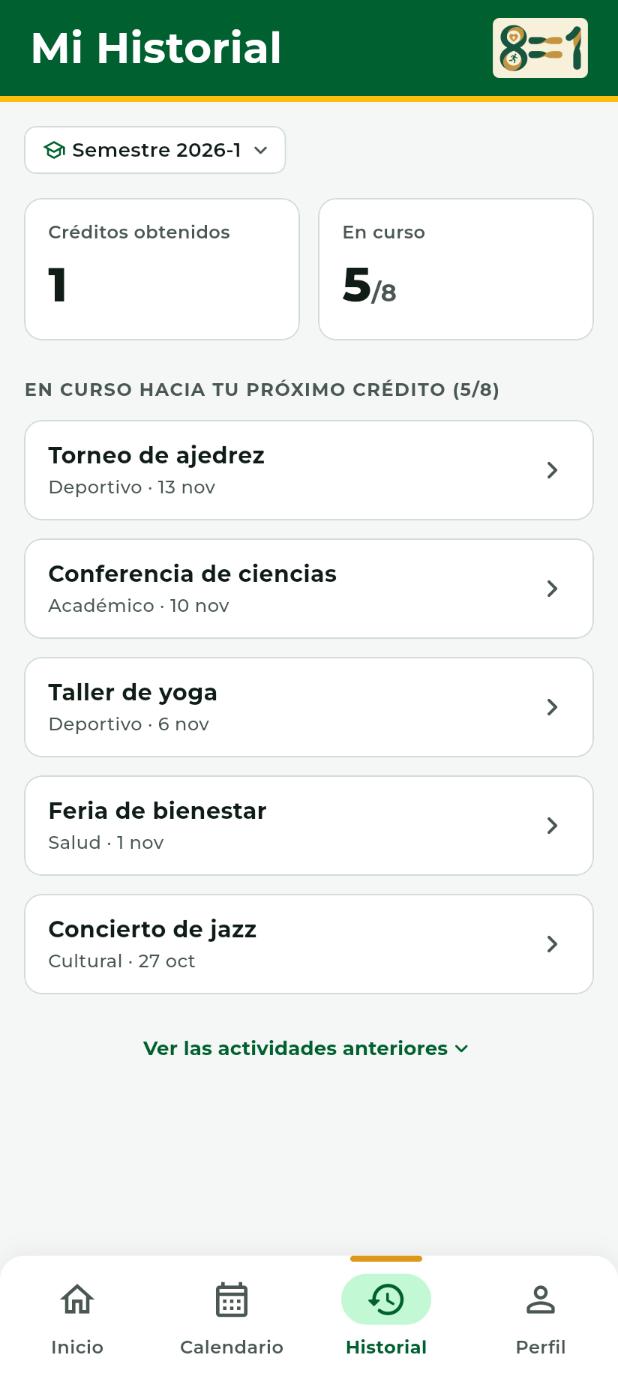 Mi Historial
8=1
Semestre 2026-1
Créditos obtenidos
1
En curso
5/8
EN CURSO HACIA TU PRÓXIMO CRÉDITO (5/8)
Torneo de ajedrez
Deportivo · 13 nov
Conferencia de ciencias
Académico · 10 nov
Taller de yoga
Deportivo · 6 nov
Feria de bienestar
Salud · 1 nov
Concierto de jazz
Cultural · 27 oct
Ver las actividades anteriores
Inicio
Calendario
Historial
Perfil